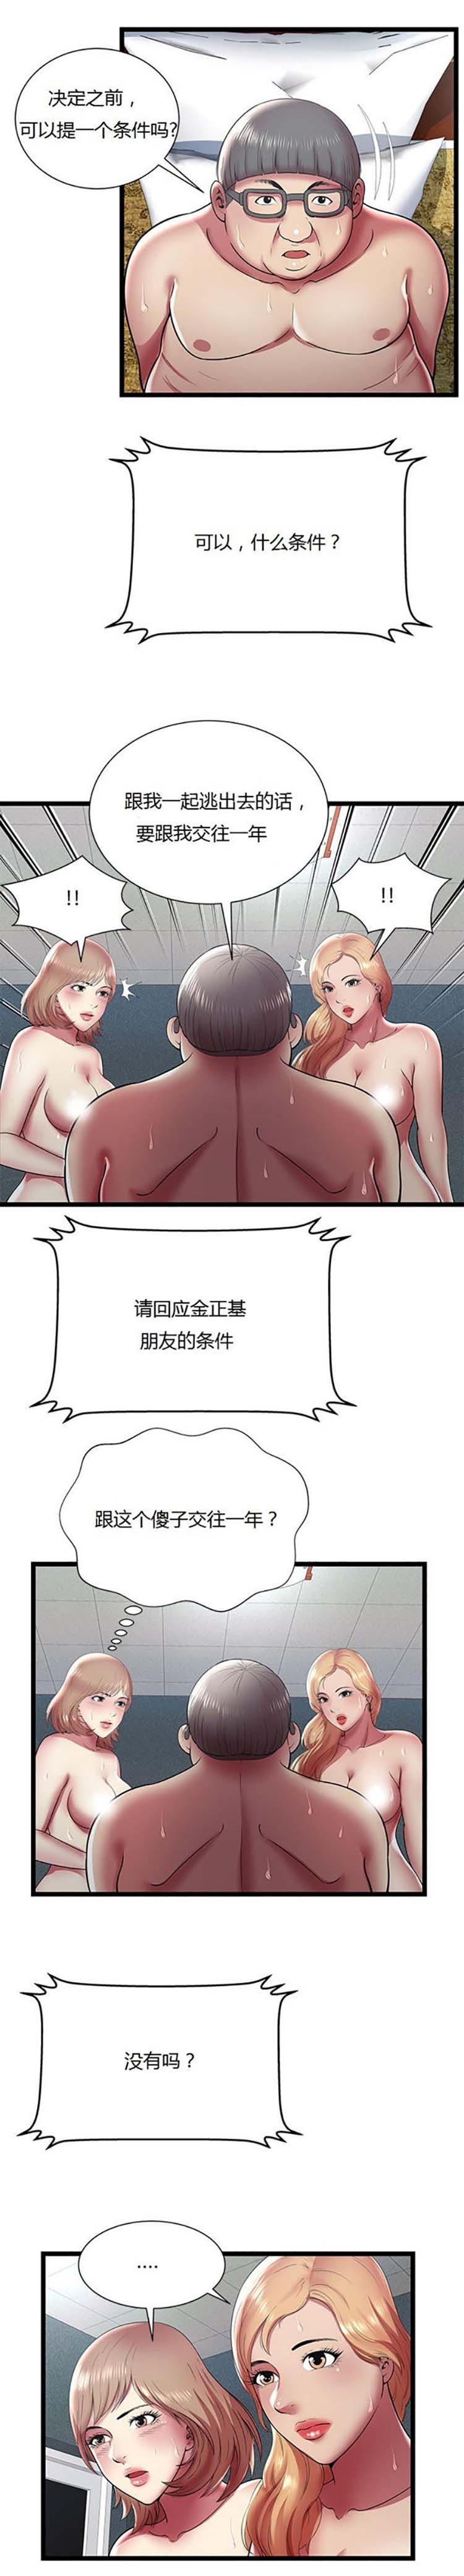 决定之前，
可以提一个条件吗?
可以，什么条件？
跟我一起逃出去的话，
要跟我交往一年
!!
!!
请回应金正基
朋友的条件
跟这个傻子交往一年？
没有吗？
....